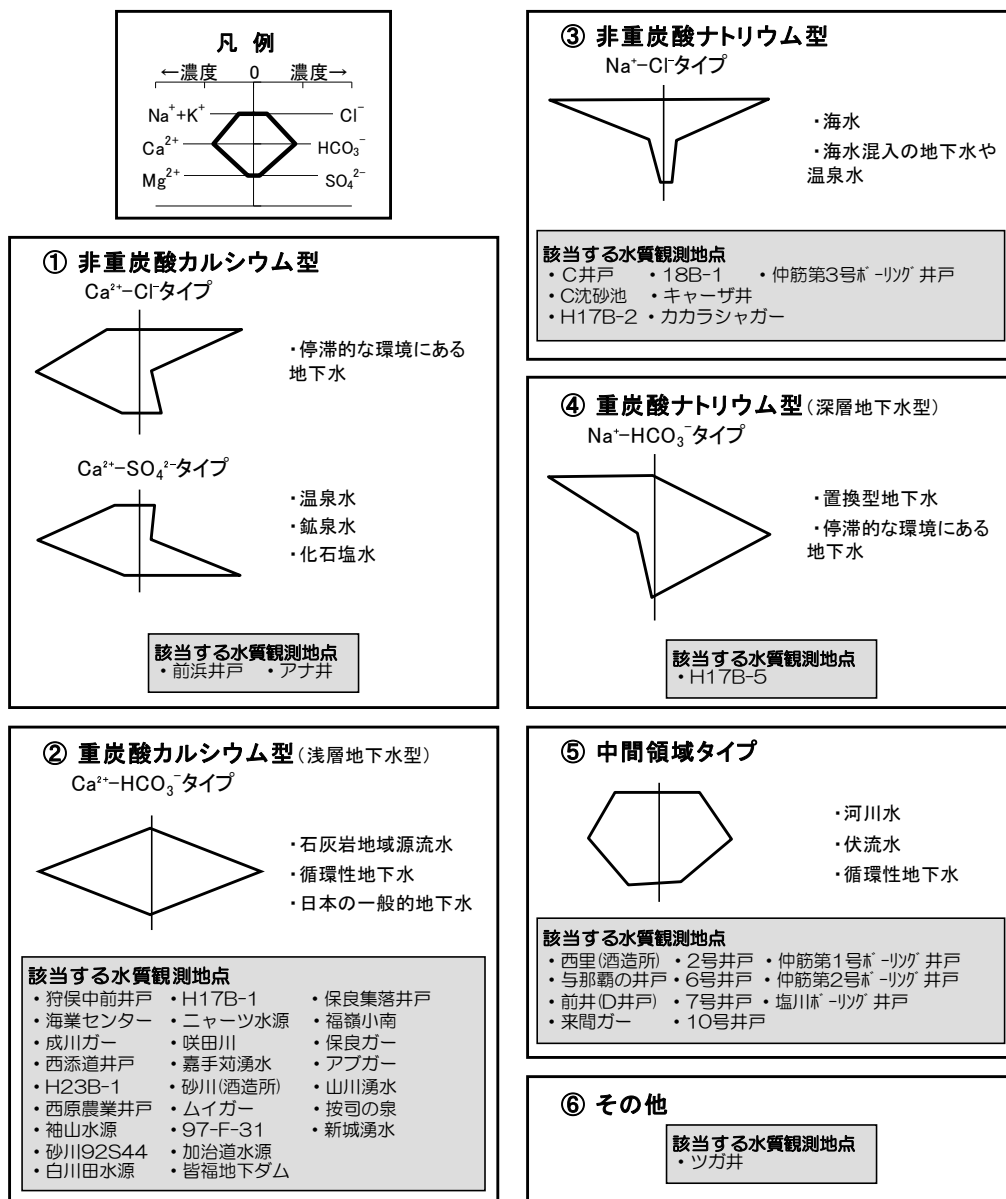 凡 例
←濃度 0 濃度→
Na⁺+K⁺ Cl⁻
Ca²⁺ HCO₃⁻
Mg²⁺ SO₄²⁻
① 非重炭酸カルシウム型
Ca²⁺−Cl⁻タイプ
・停滞的な環境にある
地下水
Ca²⁺−SO₄²⁻タイプ
・温泉水
・鉱泉水
・化石塩水
該当する水質観測地点
・前浜井戸 ・アナ井
② 重炭酸カルシウム型(浅層地下水型)
Ca²⁺−HCO₃⁻タイプ
・石灰岩地域源流水
・循環性地下水
・日本の一般的地下水
該当する水質観測地点
・狩俣中前井戸 ・H17B-1 ・保良集落井戸
・海業センター ・ニャーツ水源 ・福嶺小南
・成川ガー ・咲田川 ・保良ガー
・西添道井戸 ・嘉手苅湧水 ・アブガー
・H23B-1 ・砂川(酒造所) ・山川湧水
・西原農業井戸 ・ムイガー ・按司の泉
・袖山水源 ・97-F-31 ・新城湧水
・砂川92S44 ・加治道水源
・白川田水源 ・皆福地下ダム
③ 非重炭酸ナトリウム型
Na⁺−Cl⁻タイプ
・海水
・海水混入の地下水や
温泉水
該当する水質観測地点
・C井戸 ・18B-1 ・仲筋第3号ボーリング井戸
・C沈砂池 ・キャーザ井
・H17B-2 ・カカラシャガー
④ 重炭酸ナトリウム型(深層地下水型)
Na⁺−HCO₃⁻タイプ
・置換型地下水
・停滞的な環境にある
地下水
該当する水質観測地点
・H17B-5
⑤ 中間領域タイプ
・河川水
・伏流水
・循環性地下水
該当する水質観測地点
・西里(酒造所) ・2号井戸 ・仲筋第1号ボーリング井戸
・与那覇の井戸 ・6号井戸 ・仲筋第2号ボーリング井戸
・前井(D井戸) ・7号井戸 ・塩川ボーリング井戸
・来間ガー ・10号井戸
⑥ その他
該当する水質観測地点
・ツガ井